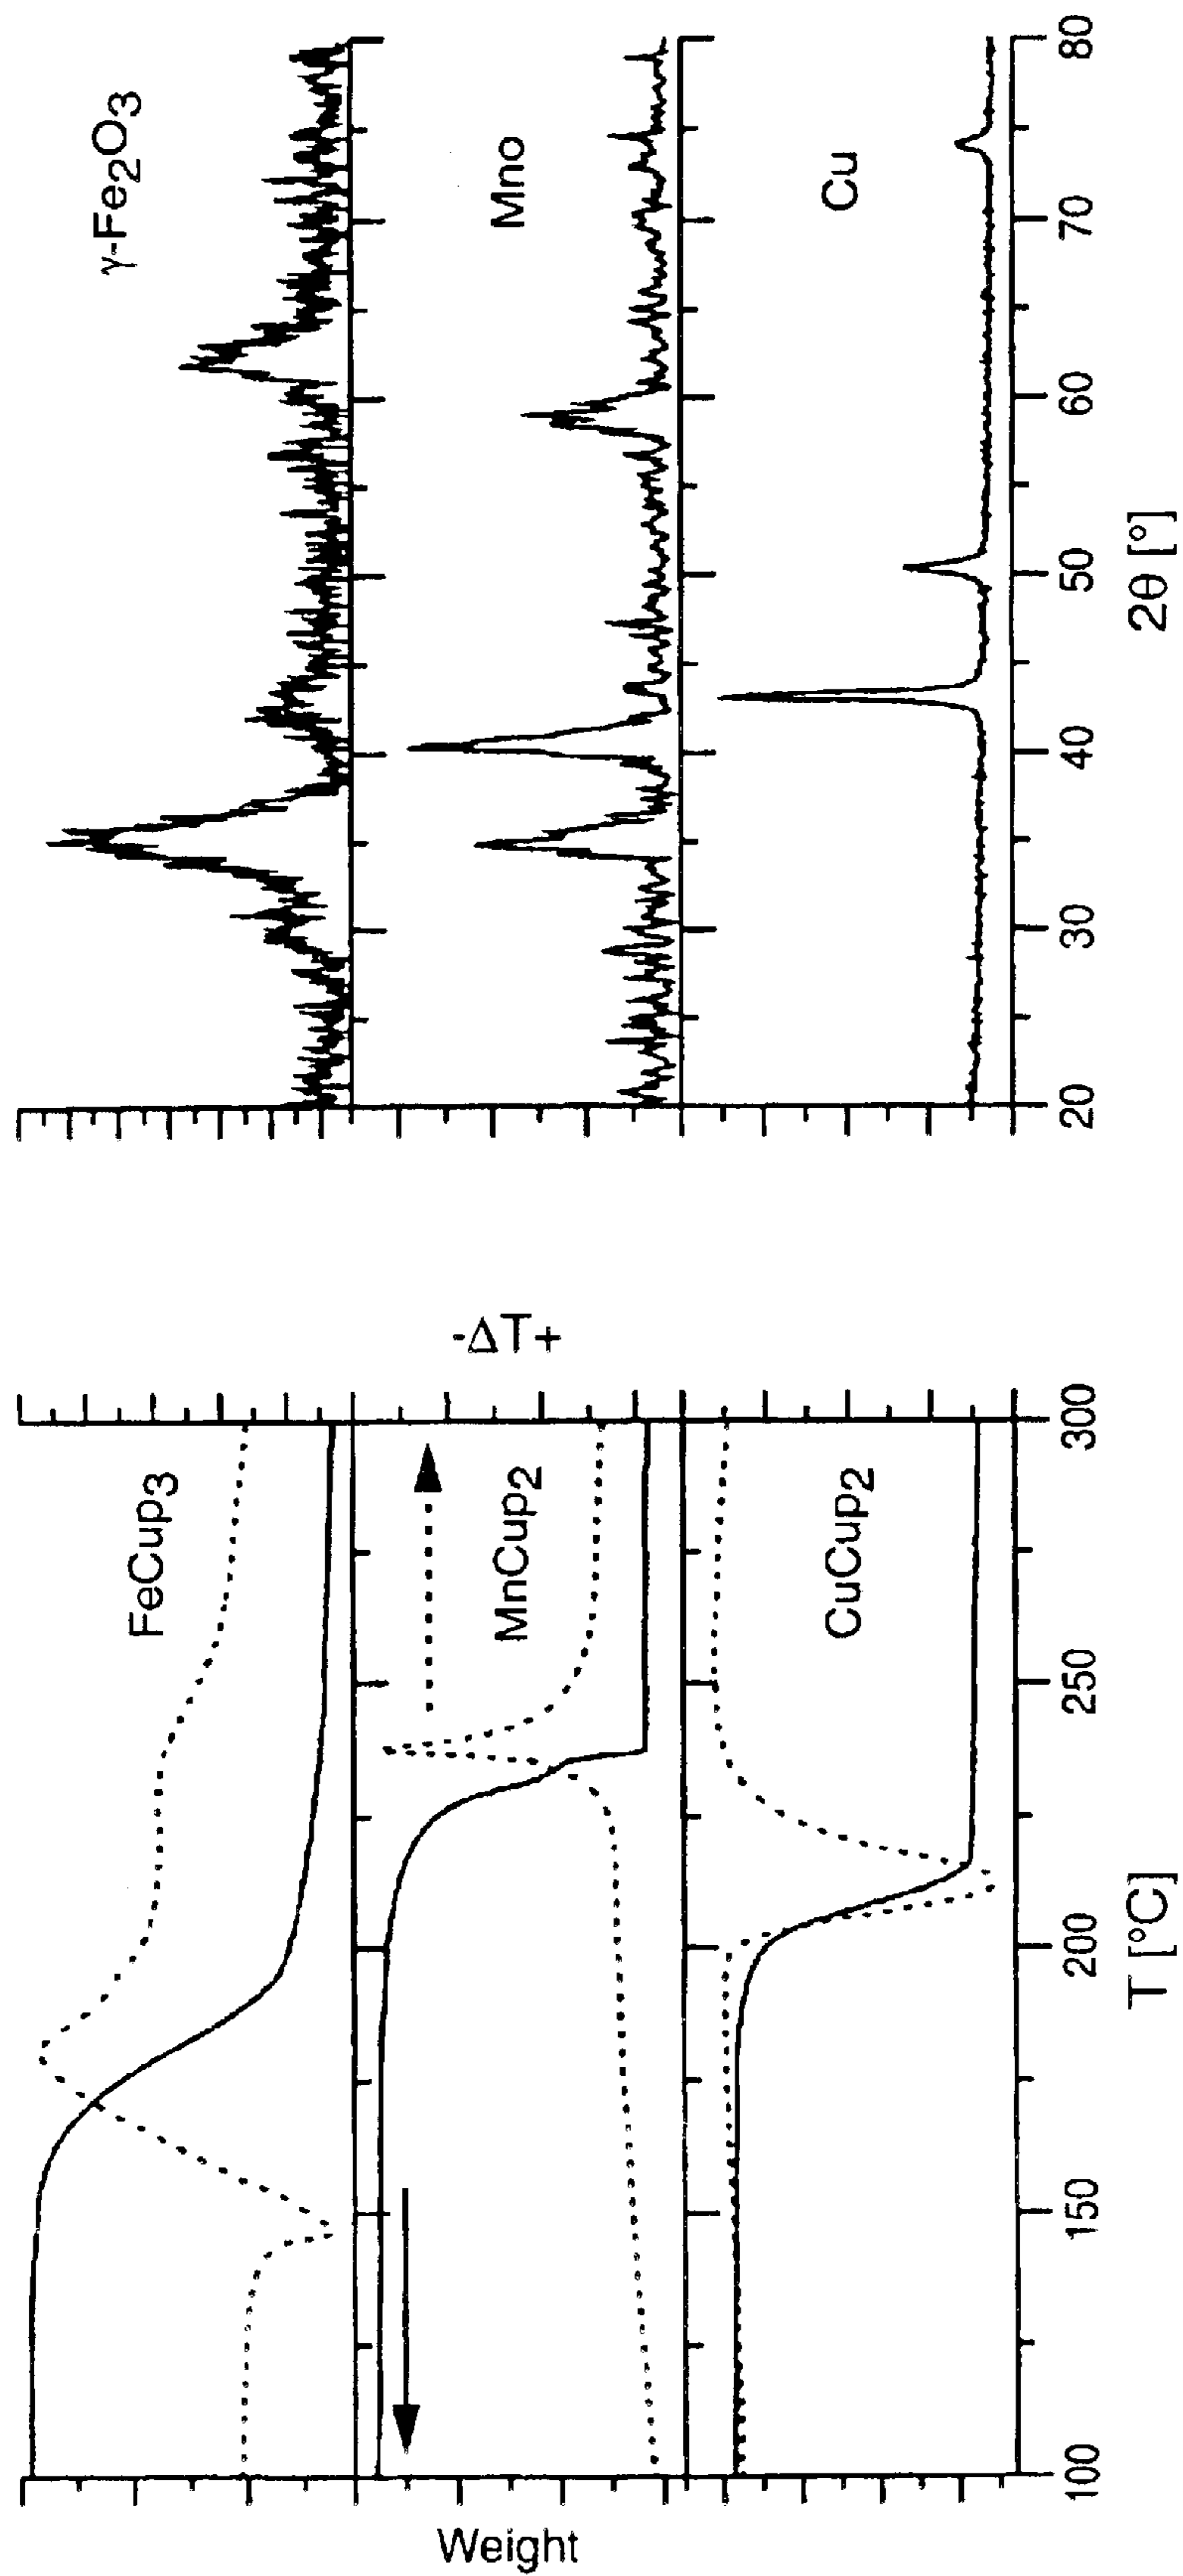 Weight
FeCup3
MnCup2
CuCup2
-ΔT+
100
150
200
250
300
T [°C]
γ-Fe2O3
Mno
Cu
20
30
40
50
60
70
80
2θ [°]